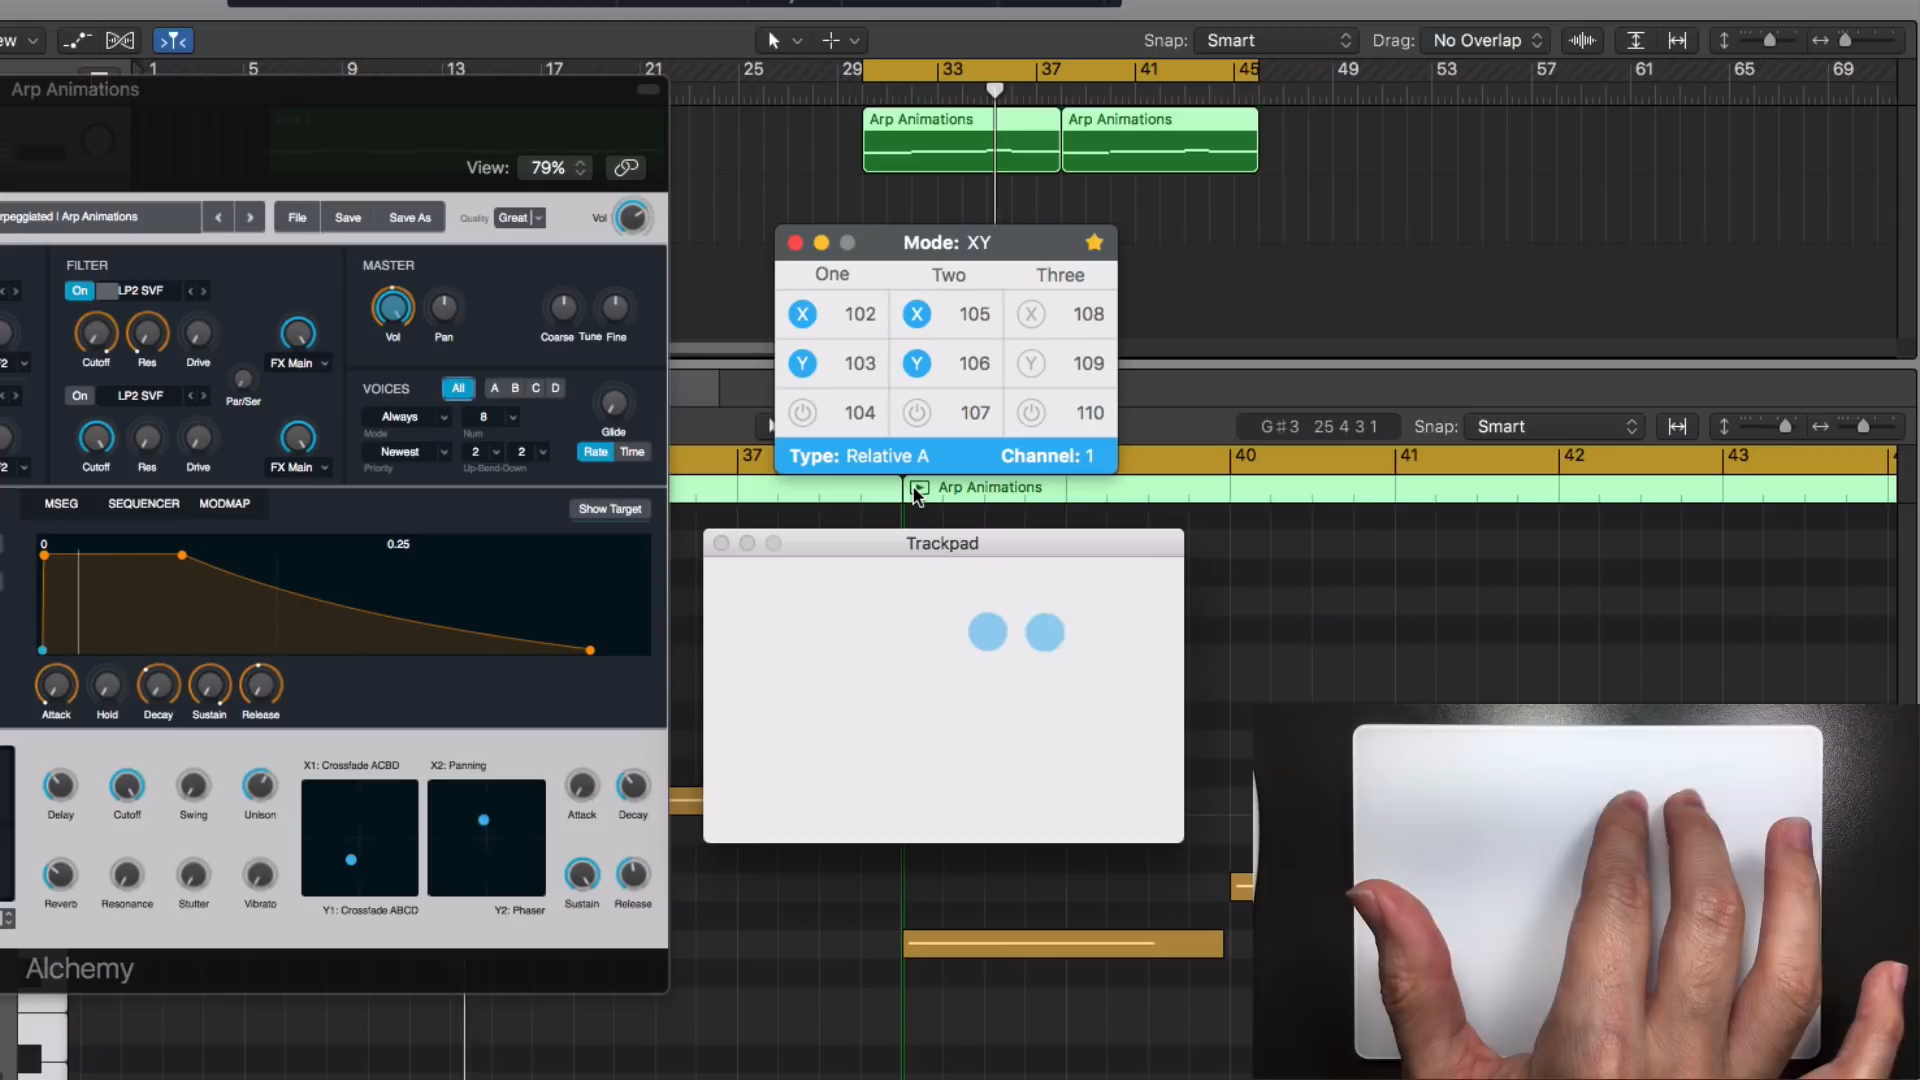 ew
Snap: Smart
Drag: No Overlap
1 5 9 13 17 21 25 29 33 37 41 45 49 53 57 61 65 69
Arp Animations
Arp Animations
Arp Animations
View: 79%
rpeggiated | Arp Animations
File
Save
Save As
Quality
Great
Vol
FILTER
On
LP2 SVF
Cutoff
Res
Drive
FX Main
On
LP2 SVF
Par/Ser
Cutoff
Res
Drive
FX Main
MASTER
Vol
Pan
Coarse Tune Fine
VOICES
All
A B C D
Always
8
Mode
Num
Newest
2
2
Priority
Up-Bend-Down
Glide
Rate
Time
MSEG
SEQUENCER
MODMAP
Show Target
0
0.25
Attack
Hold
Decay
Sustain
Release
Delay
Cutoff
Swing
Unison
Reverb
Resonance
Stutter
Vibrato
X1: Crossfade ACBD
X2: Panning
Y1: Crossfade ABCD
Y2: Phaser
Attack
Decay
Sustain
Release
Alchemy
Mode: XY
One
Two
Three
X 102
X 105
X 108
Y 103
Y 106
Y 109
104
107
110
Type: Relative A
Channel: 1
G#3 25 4 3 1
Snap: Smart
37 40 41 42 43
Arp Animations
Trackpad